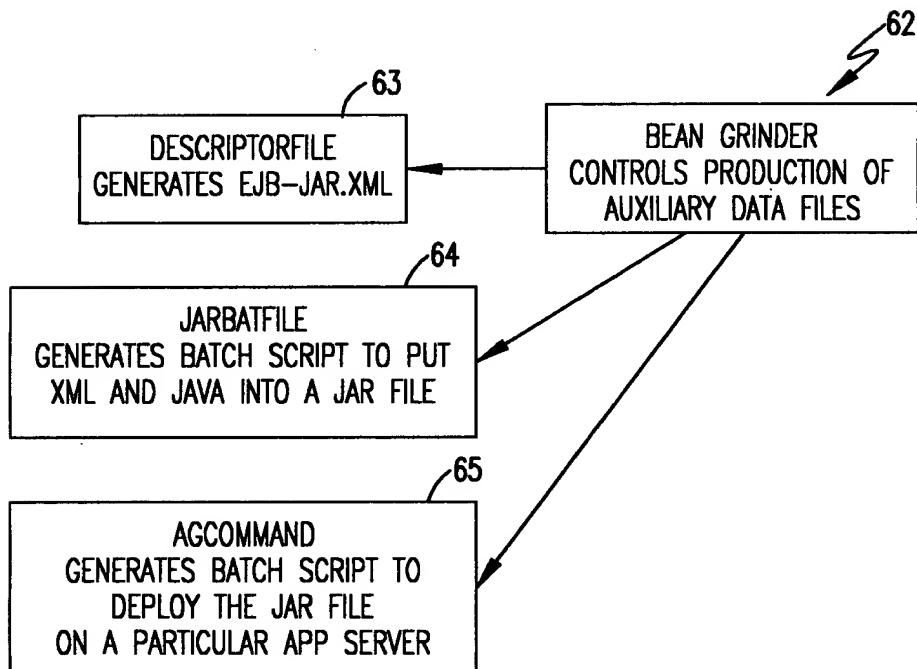 62
63
DESCRIPTORFILE
GENERATES EJB-JAR.XML
BEAN GRINDER
CONTROLS PRODUCTION OF
AUXILIARY DATA FILES
64
JARBATFILE
GENERATES BATCH SCRIPT TO PUT
XML AND JAVA INTO A JAR FILE
65
AGCOMMAND
GENERATES BATCH SCRIPT TO
DEPLOY THE JAR FILE
ON A PARTICULAR APP SERVER